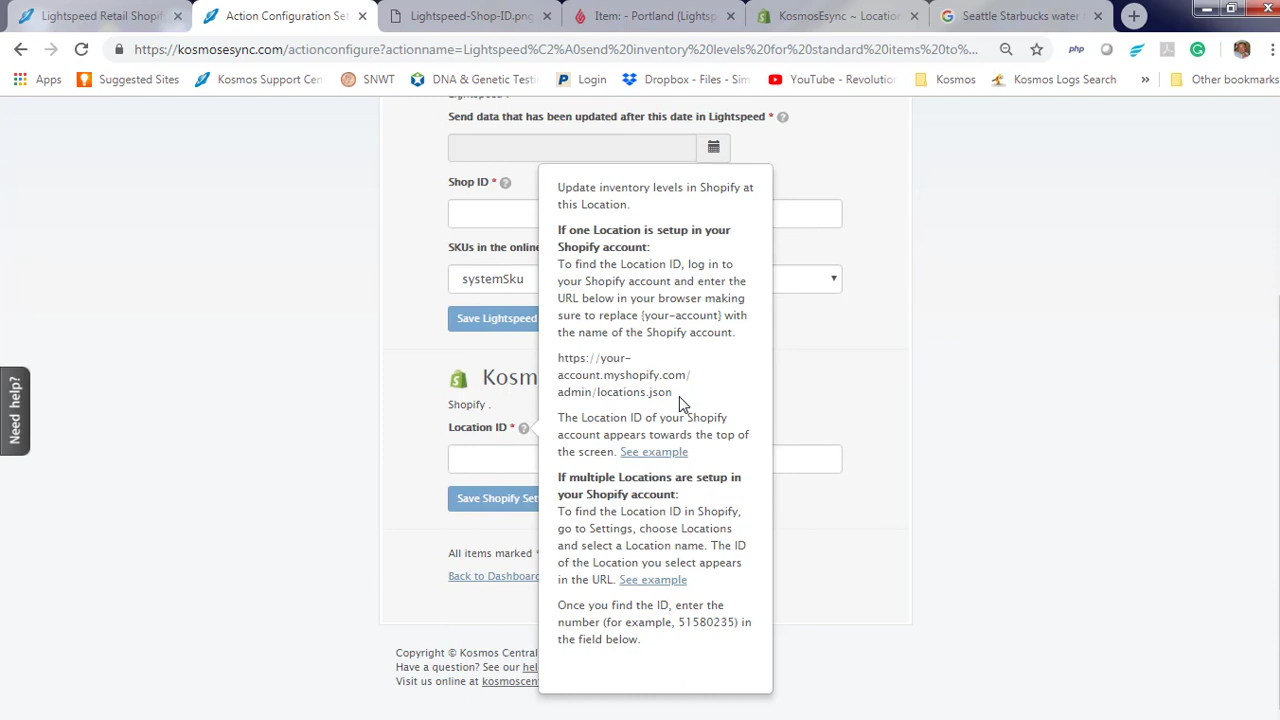 Lightspeed Retail Shopif
Action Configuration Set
Lightspeed-Shop-ID.png
Item: - Portland (Lightsp
KosmosEsync ~ Location
Seattle Starbucks water
https://kosmosesync.com/actionconfigure?actionname=Lightspeed%C2%A0send%20inventory%20levels%20for%20standard%20items%20to%...
php
Apps
Suggested Sites
Kosmos Support Cen
SNWT
DNA & Genetic Testi
Login
Dropbox - Files - Sim
YouTube - Revolutio
Kosmos
Kosmos Logs Search
»
Other bookmarks
Send data that has been updated after this date in Lightspeed * ?
Shop ID * ?
SKUs in the online
systemSku
Save Lightspeed
Kosm
Shopify .
Location ID * ?
Save Shopify Set
All items marked *
Back to Dashboard
Copyright © Kosmos Central
Have a question? See our hel
Visit us online at kosmoscen
Need help?
Update inventory levels in Shopify at
this Location.
If one Location is setup in your
Shopify account:
To find the Location ID, log in to
your Shopify account and enter the
URL below in your browser making
sure to replace {your-account} with
the name of the Shopify account.
https://your-
account.myshopify.com/
admin/locations.json
The Location ID of your Shopify
account appears towards the top of
the screen. See example
If multiple Locations are setup in
your Shopify account:
To find the Location ID in Shopify,
go to Settings, choose Locations
and select a Location name. The ID
of the Location you select appears
in the URL. See example
Once you find the ID, enter the
number (for example, 51580235) in
the field below.